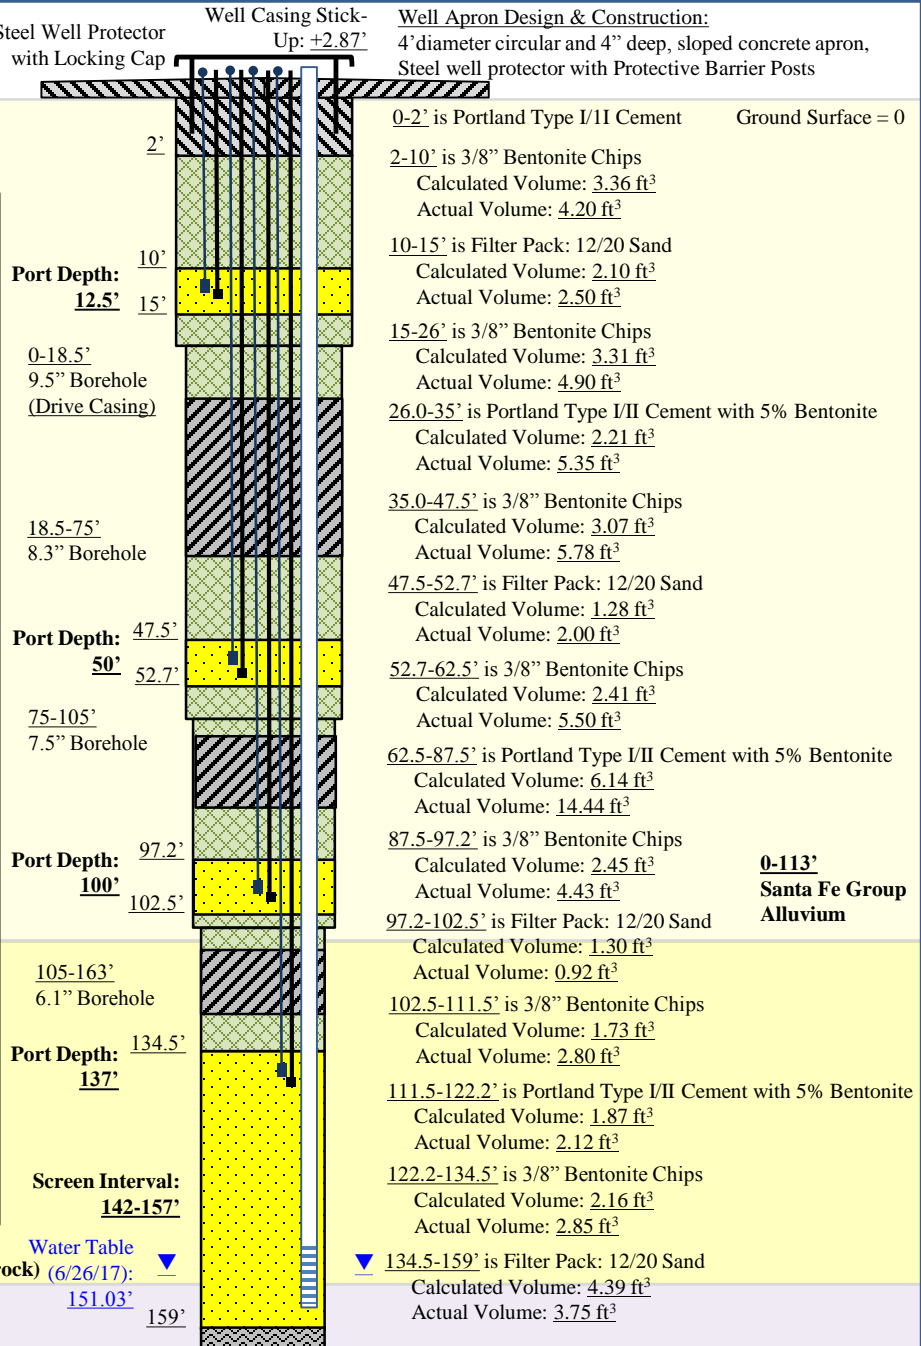 Steel Well Protector
with Locking Cap
Well Casing Stick-
Up: +2.87’
Well Apron Design & Construction:
4’diameter circular and 4” deep, sloped concrete apron,
Steel well protector with Protective Barrier Posts
0-2’ is Portland Type I/1I Cement
Ground Surface = 0
2’
2-10’ is 3/8” Bentonite Chips
Calculated Volume: 3.36 ft³
Actual Volume: 4.20 ft³
10’
Port Depth:
12.5’
15’
10-15’ is Filter Pack: 12/20 Sand
Calculated Volume: 2.10 ft³
Actual Volume: 2.50 ft³
15-26’ is 3/8” Bentonite Chips
Calculated Volume: 3.31 ft³
Actual Volume: 4.90 ft³
0-18.5’
9.5” Borehole
(Drive Casing)
26.0-35’ is Portland Type I/II Cement with 5% Bentonite
Calculated Volume: 2.21 ft³
Actual Volume: 5.35 ft³
18.5-75’
8.3” Borehole
35.0-47.5’ is 3/8” Bentonite Chips
Calculated Volume: 3.07 ft³
Actual Volume: 5.78 ft³
47.5-52.7’ is Filter Pack: 12/20 Sand
Calculated Volume: 1.28 ft³
Actual Volume: 2.00 ft³
47.5’
Port Depth:
50’
52.7’
52.7-62.5’ is 3/8” Bentonite Chips
Calculated Volume: 2.41 ft³
Actual Volume: 5.50 ft³
75-105’
7.5” Borehole
62.5-87.5’ is Portland Type I/II Cement with 5% Bentonite
Calculated Volume: 6.14 ft³
Actual Volume: 14.44 ft³
87.5-97.2’ is 3/8” Bentonite Chips
Calculated Volume: 2.45 ft³
Actual Volume: 4.43 ft³
97.2’
Port Depth:
100’
102.5’
0-113’
Santa Fe Group
Alluvium
97.2-102.5’ is Filter Pack: 12/20 Sand
Calculated Volume: 1.30 ft³
Actual Volume: 0.92 ft³
105-163’
6.1” Borehole
102.5-111.5’ is 3/8” Bentonite Chips
Calculated Volume: 1.73 ft³
Actual Volume: 2.80 ft³
134.5’
Port Depth:
137’
111.5-122.2’ is Portland Type I/II Cement with 5% Bentonite
Calculated Volume: 1.87 ft³
Actual Volume: 2.12 ft³
122.2-134.5’ is 3/8” Bentonite Chips
Calculated Volume: 2.16 ft³
Actual Volume: 2.85 ft³
Screen Interval:
142-157’
Water Table
rock) (6/26/17):
151.03’
134.5-159’ is Filter Pack: 12/20 Sand
Calculated Volume: 4.39 ft³
Actual Volume: 3.75 ft³
159’